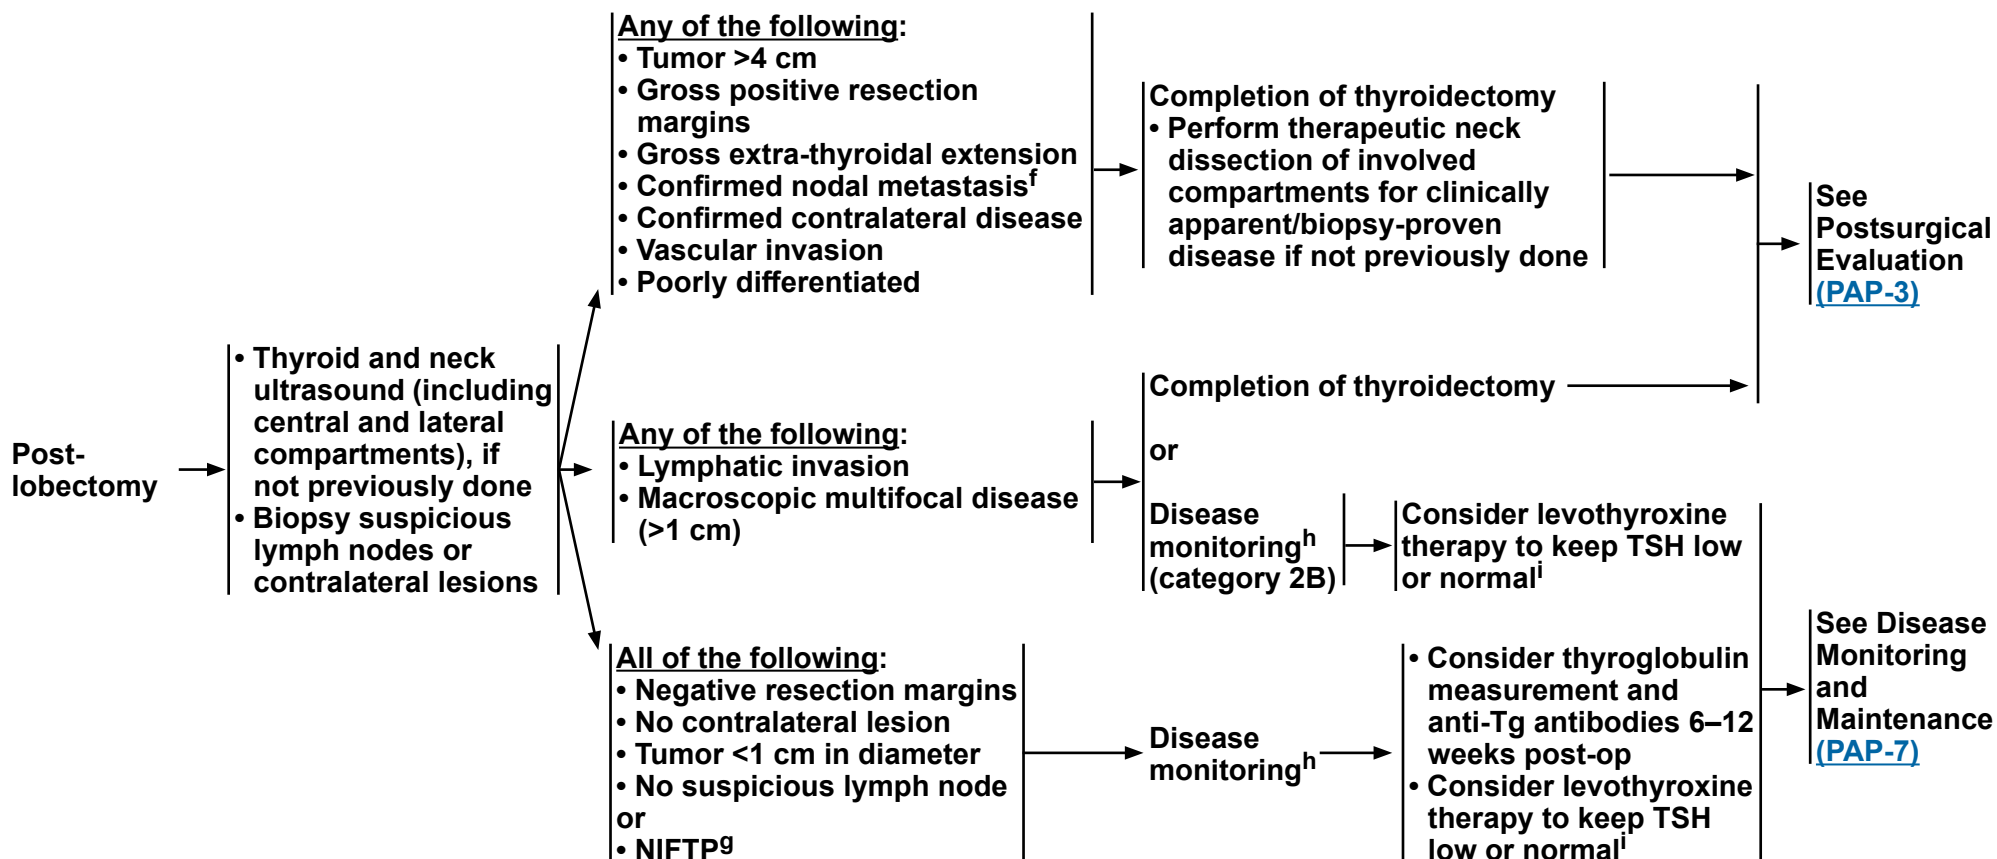 Post-
lobectomy
• Thyroid and neck
ultrasound (including
central and lateral
compartments), if
not previously done
• Biopsy suspicious
lymph nodes or
contralateral lesions
Any of the following:
• Tumor >4 cm
• Gross positive resection
margins
• Gross extra-thyroidal extension
• Confirmed nodal metastasisf
• Confirmed contralateral disease
• Vascular invasion
• Poorly differentiated
Completion of thyroidectomy
• Perform therapeutic neck
dissection of involved
compartments for clinically
apparent/biopsy-proven
disease if not previously done
See
Postsurgical
Evaluation
(PAP-3)
Any of the following:
• Lymphatic invasion
• Macroscopic multifocal disease
(>1 cm)
Completion of thyroidectomy
or
Disease
monitoringh
(category 2B)
Consider levothyroxine
therapy to keep TSH low
or normali
All of the following:
• Negative resection margins
• No contralateral lesion
• Tumor <1 cm in diameter
• No suspicious lymph node
or
• NIFTPg
Disease
monitoringh
• Consider thyroglobulin
measurement and
anti-Tg antibodies 6–12
weeks post-op
• Consider levothyroxine
therapy to keep TSH
low or normali
See Disease
Monitoring
and
Maintenance
(PAP-7)